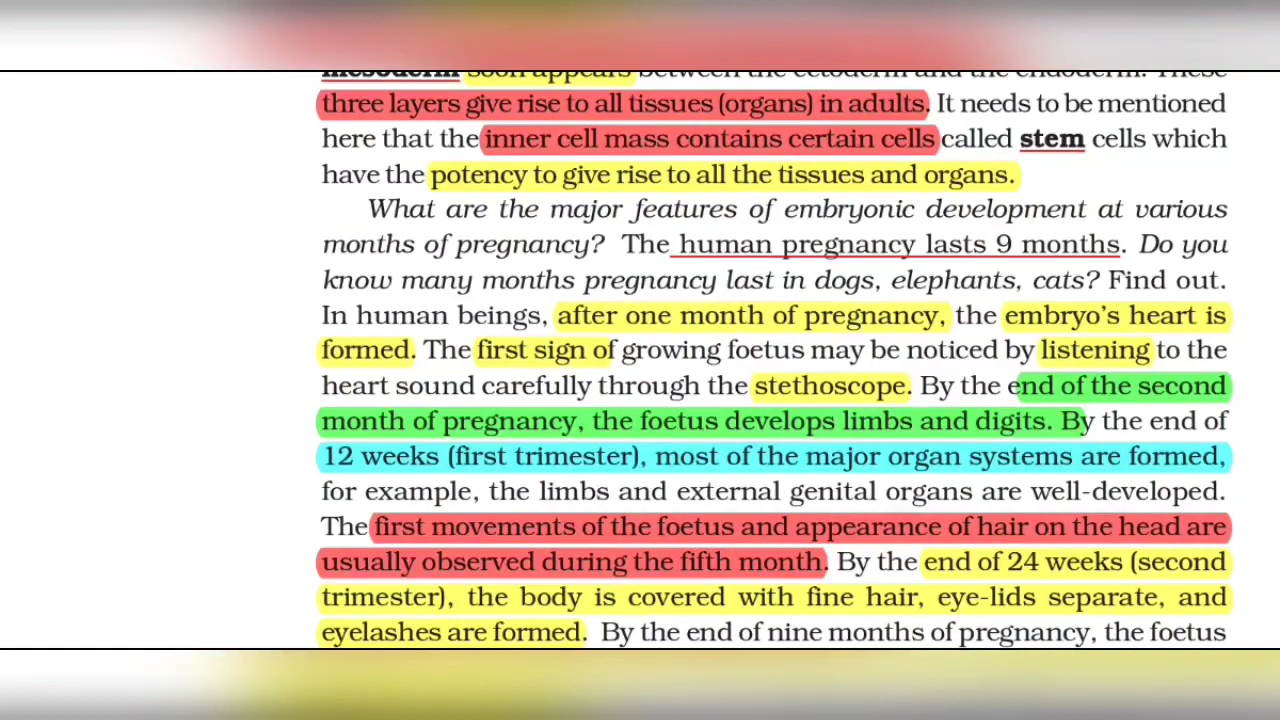 mesoderm soon appears between the ectoderm and the endoderm. These
three layers give rise to all tissues (organs) in adults. It needs to be mentioned
here that the inner cell mass contains certain cells called stem cells which
have the potency to give rise to all the tissues and organs.
What are the major features of embryonic development at various
months of pregnancy? The human pregnancy lasts 9 months. Do you
know many months pregnancy last in dogs, elephants, cats? Find out.
In human beings, after one month of pregnancy, the embryo's heart is
formed. The first sign of growing foetus may be noticed by listening to the
heart sound carefully through the stethoscope. By the end of the second
month of pregnancy, the foetus develops limbs and digits. By the end of
12 weeks (first trimester), most of the major organ systems are formed,
for example, the limbs and external genital organs are well-developed.
The first movements of the foetus and appearance of hair on the head are
usually observed during the fifth month. By the end of 24 weeks (second
trimester), the body is covered with fine hair, eye-lids separate, and
eyelashes are formed. By the end of nine months of pregnancy, the foetus